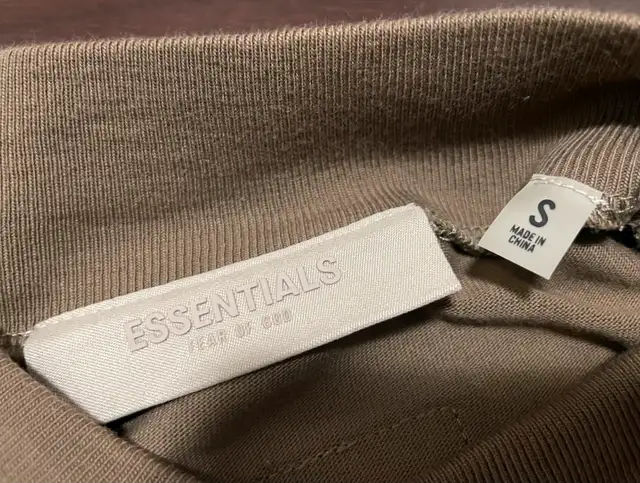 ESSENTIALS
FEAR OF GOD
S
MADE IN
CHINA